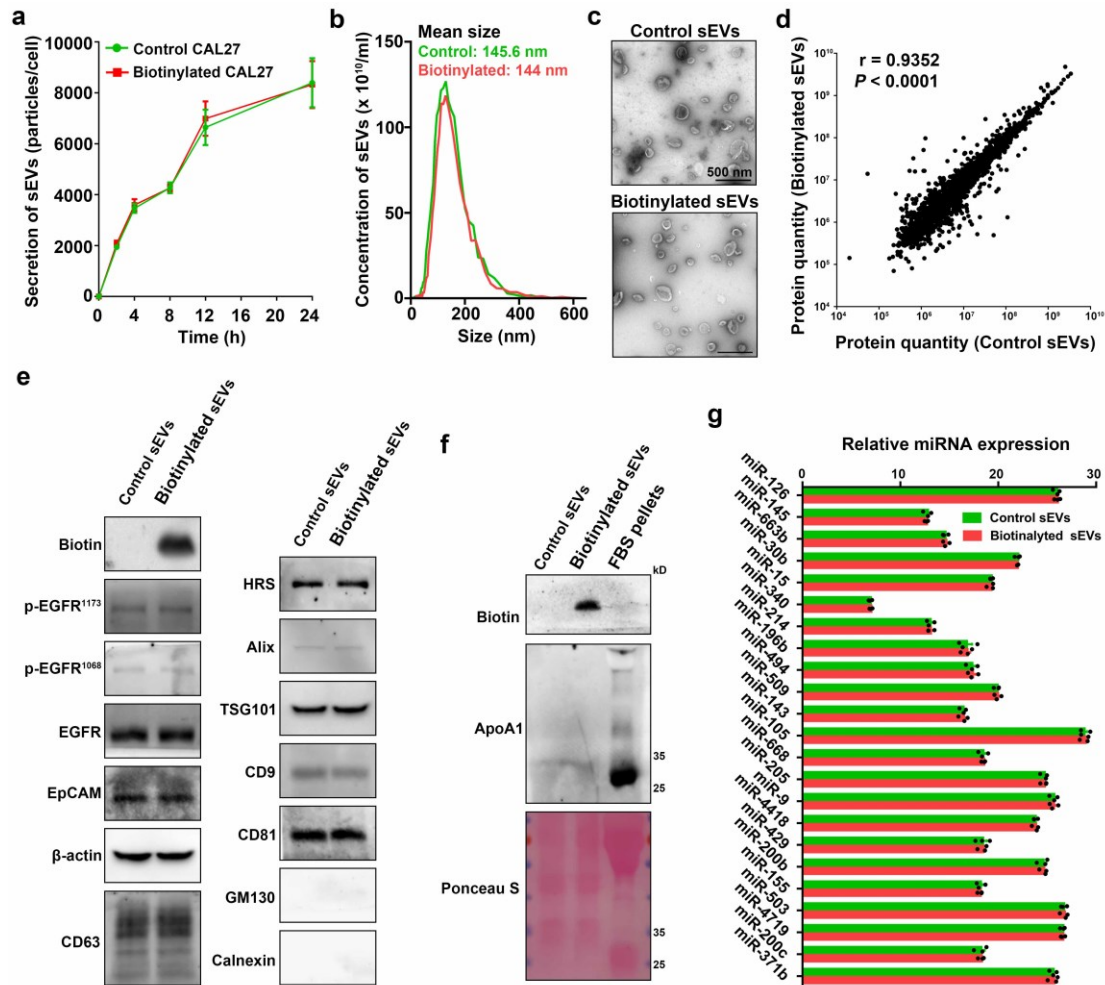 a
Secretion of sEVs (particles/cell)
10000
8000
6000
4000
2000
0
Control CAL27
Biotinylated CAL27
0 4 8 12 16 20 24
Time (h)
b
Mean size
Control: 145.6 nm
Biotinylated: 144 nm
Concentration of sEVs (x 10¹⁰/ml)
150
100
50
0
0 200 400 600
Size (nm)
c
Control sEVs
500 nm
Biotinylated sEVs
d
r = 0.9352
P < 0.0001
Protein quantity (Biotinylated sEVs)
10¹⁰
10⁹
10⁸
10⁷
10⁶
10⁵
10⁴
10⁴ 10⁵ 10⁶ 10⁷ 10⁸ 10⁹ 10¹⁰
Protein quantity (Control sEVs)
e
Control sEVs
Biotinylated sEVs
Biotin
p-EGFR¹¹⁷³
p-EGFR¹⁰⁶⁸
EGFR
EpCAM
β-actin
CD63
Control sEVs
Biotinylated sEVs
HRS
Alix
TSG101
CD9
CD81
GM130
Calnexin
f
Control sEVs
Biotinylated sEVs
FBS pellets
kD
Biotin
ApoA1
35
25
Ponceau S
35
25
g
Relative miRNA expression
0 10 20 30
Control sEVs
Biotinalyted sEVs
miR-126
miR-145
miR-663b
miR-30b
miR-15
miR-340
miR-214
miR-196b
miR-494
miR-509
miR-143
miR-105
miR-668
miR-205
miR-9
miR-4418
miR-429
miR-200b
miR-155
miR-503
miR-4719
miR-200c
miR-371b